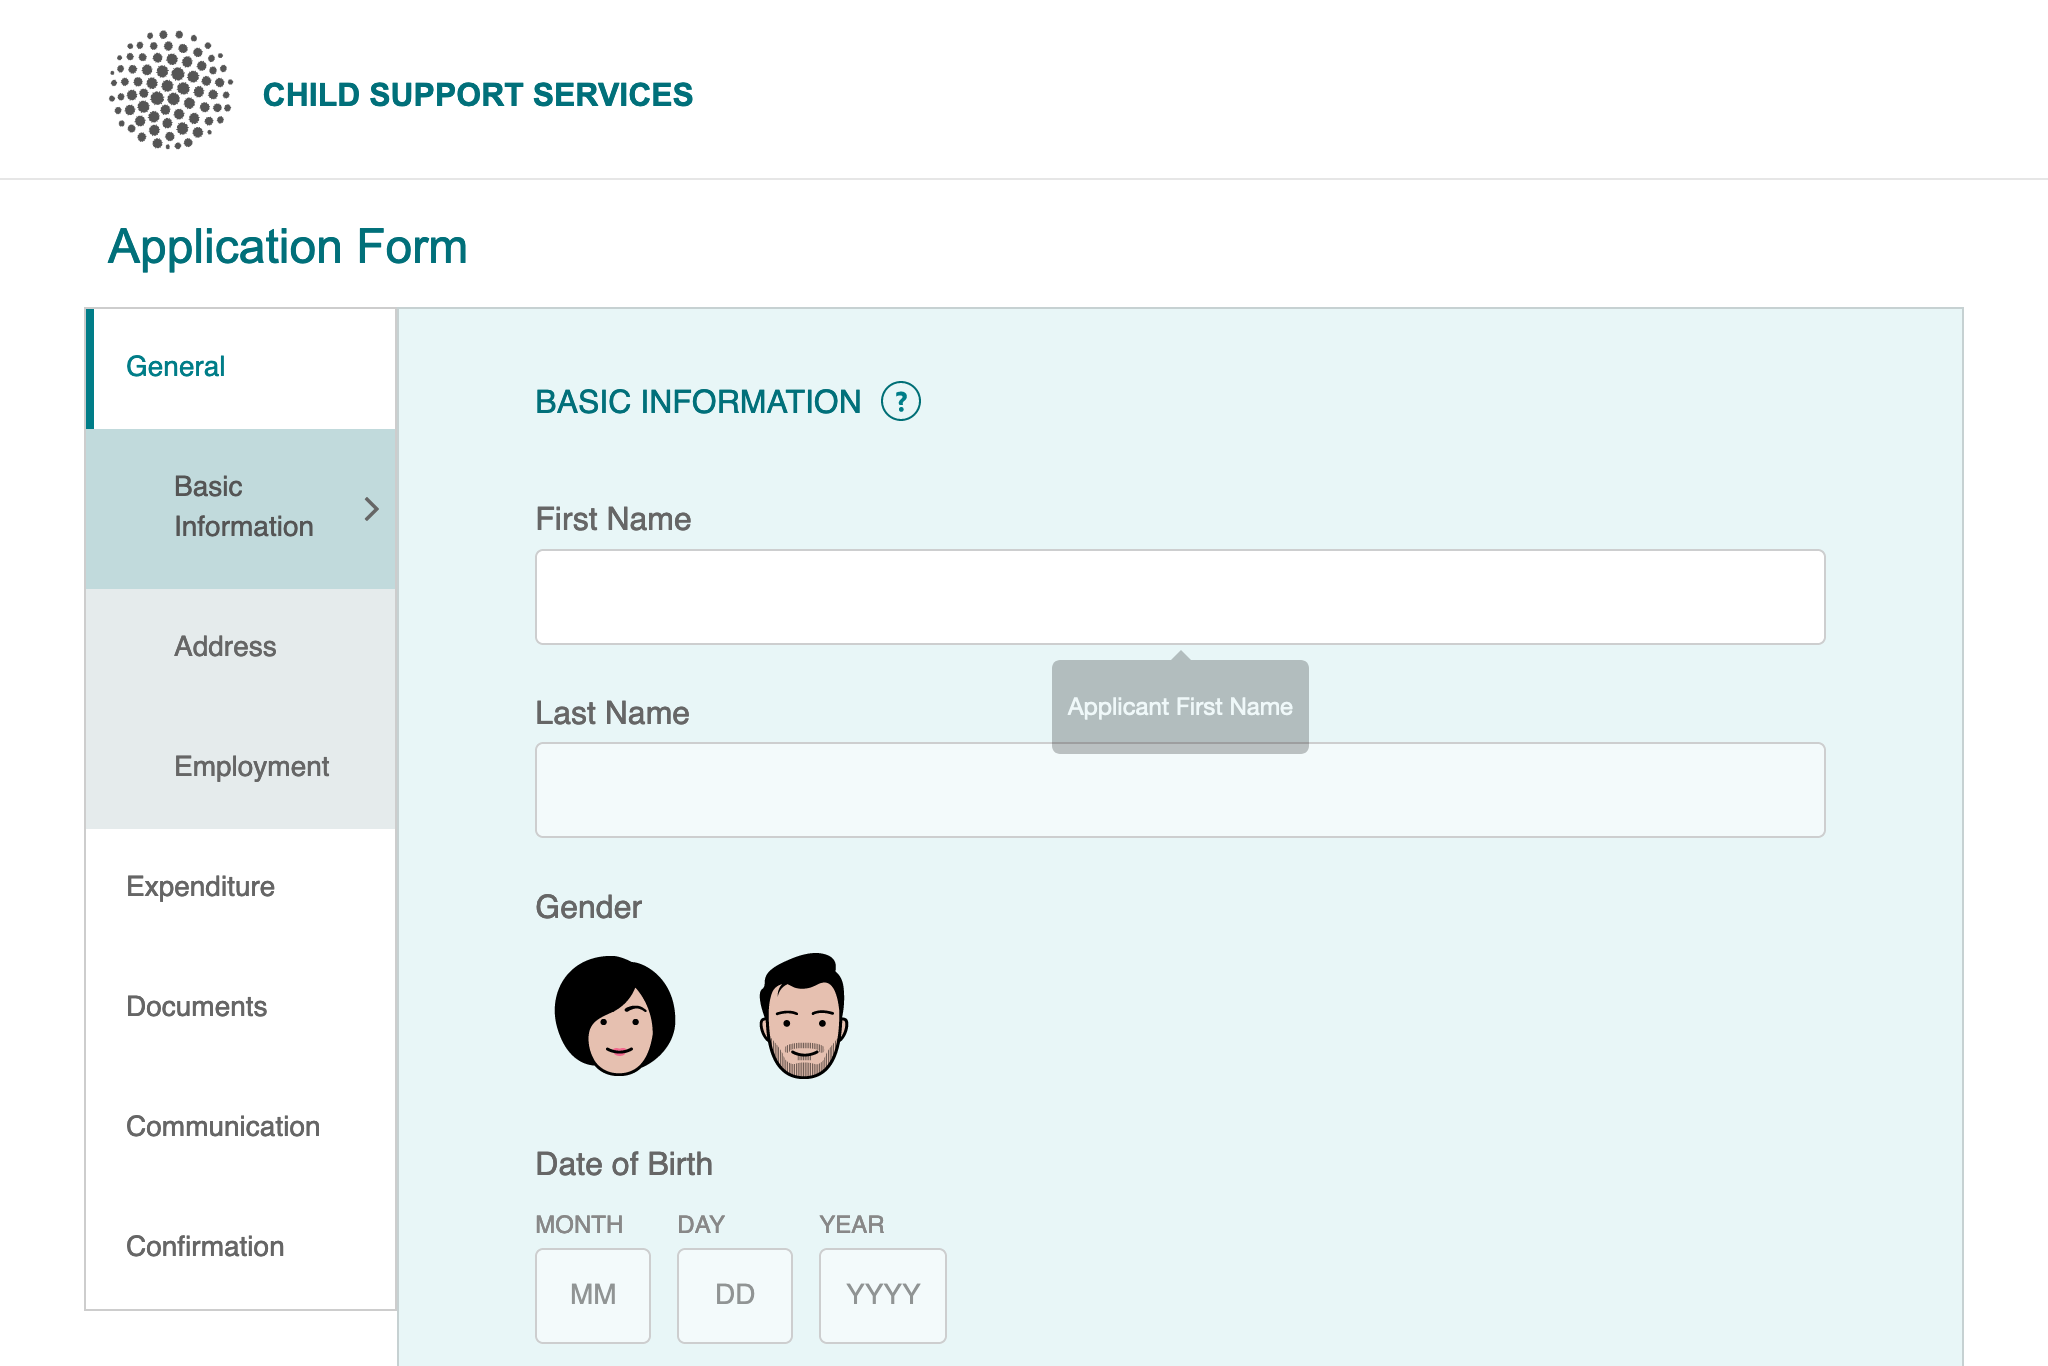 CHILD SUPPORT SERVICES
Application Form
General
Basic
Information
Address
Employment
Expenditure
Documents
Communication
Confirmation
BASIC INFORMATION ?
First Name
Applicant First Name
Last Name
Gender
Date of Birth
MONTH DAY YEAR
MM DD YYYY